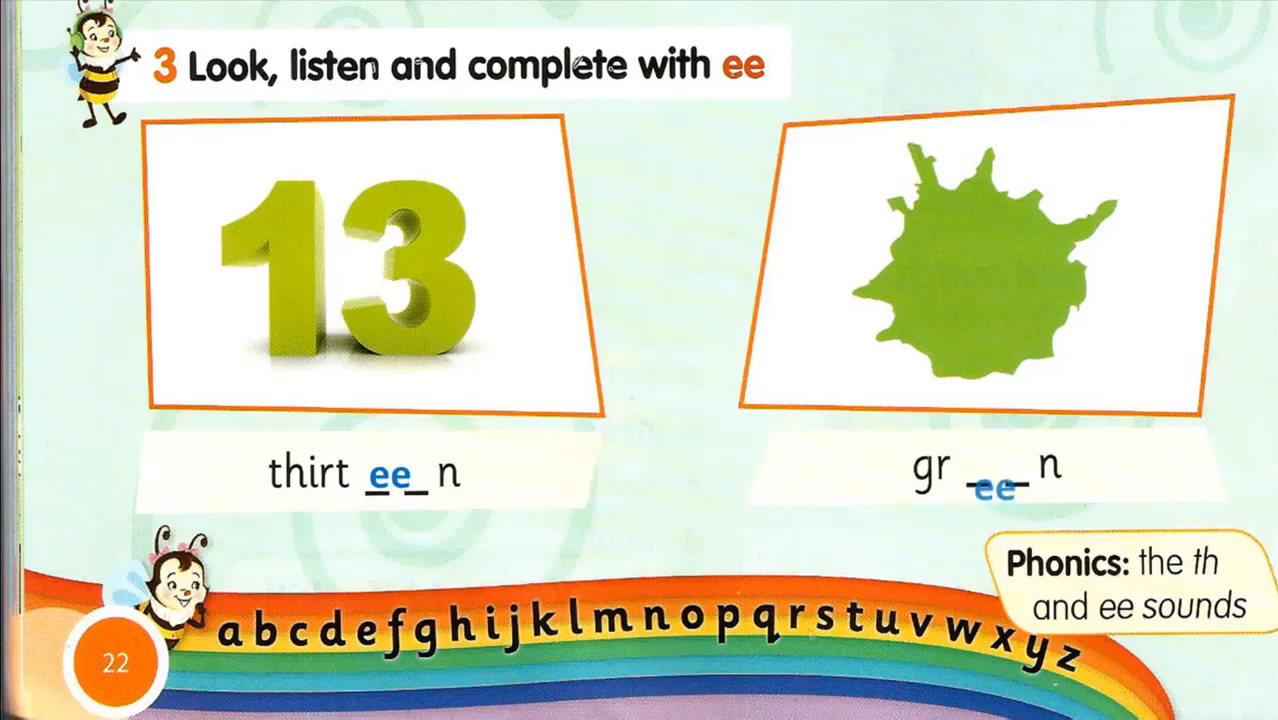 3 Look, listen and complete with ee
13
thirt ee n
gr ee n
Phonics: the th
and ee sounds
a b c d e f g h i j k l m n o p q r s t u v w x y z
22